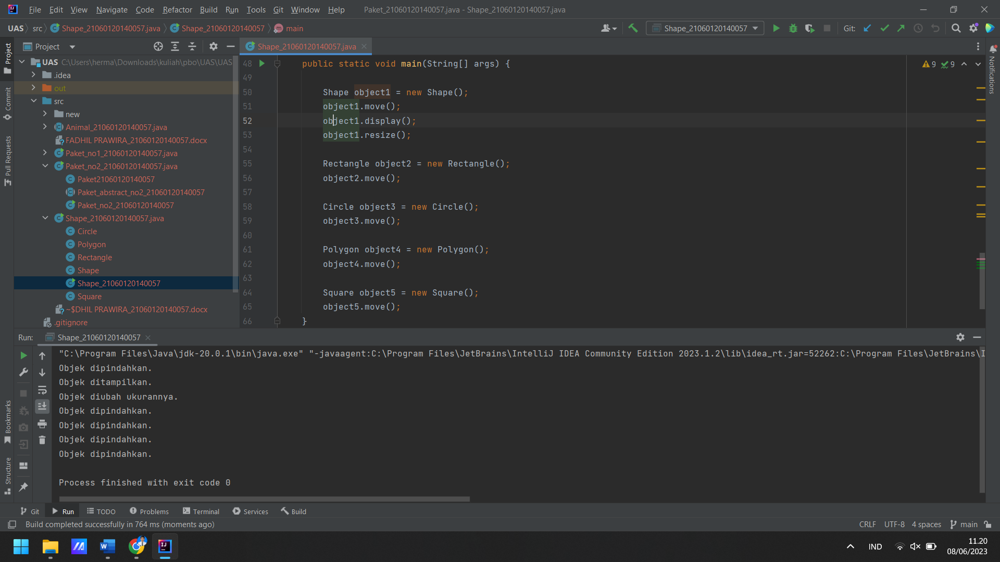 File Edit View Navigate Code Refactor Build Run Tools Git Window Help Paket_21060120140057.java - Shape_21060120140057.java
UAS src Shape_21060120140057.java Shape_21060120140057 main Shape_21060120140057 Git:
Project Shape_21060120140057.java
Project
Commit
Pull Requests
Bookmarks
Structure
Notifications
UAS C:\Users\herma\Downloads\kuliah\pbo\UAS\UAS
.idea
out
src
new
Animal_21060120140057.java
FADHIL PRAWIRA_21060120140057.docx
Paket_no1_21060120140057.java
Paket_no2_21060120140057.java
Paket21060120140057
Paket_abstract_no2_21060120140057
Paket_no2_21060120140057
Shape_21060120140057.java
Circle
Polygon
Rectangle
Shape
Shape_21060120140057
Square
~$DHIL PRAWIRA_21060120140057.docx
.gitignore
9 9
48 public static void main(String[] args) {
49
50 Shape object1 = new Shape();
51 object1.move();
52 object1.display();
53 object1.resize();
54
55 Rectangle object2 = new Rectangle();
56 object2.move();
57
58 Circle object3 = new Circle();
59 object3.move();
60
61 Polygon object4 = new Polygon();
62 object4.move();
63
64 Square object5 = new Square();
65 object5.move();
66 }
Run: Shape_21060120140057
"C:\Program Files\Java\jdk-20.0.1\bin\java.exe" "-javaagent:C:\Program Files\JetBrains\IntelliJ IDEA Community Edition 2023.1.2\lib\idea_rt.jar=52262:C:\Program Files\JetBrains\I
Objek dipindahkan.
Objek ditampilkan.
Objek diubah ukurannya.
Objek dipindahkan.
Objek dipindahkan.
Objek dipindahkan.
Objek dipindahkan.
Process finished with exit code 0
Git Run TODO Problems Terminal Services Build
Build completed successfully in 764 ms (moments ago) CRLF UTF-8 4 spaces main
IND
11.20
08/06/2023